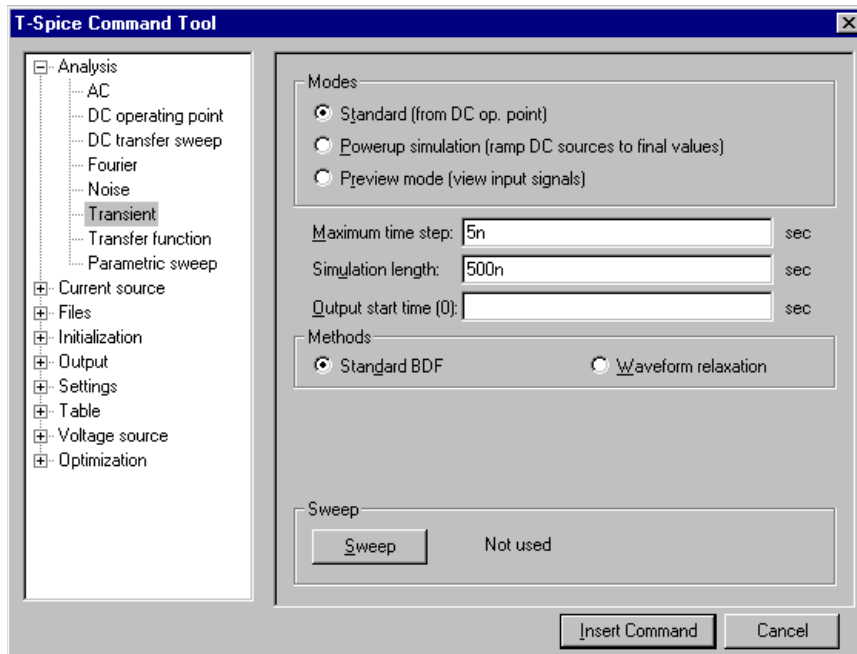 T-Spice Command Tool
Analysis
AC
DC operating point
DC transfer sweep
Fourier
Noise
Transient
Transfer function
Parametric sweep
Current source
Files
Initialization
Output
Settings
Table
Voltage source
Optimization
Modes
Standard (from DC op. point)
Powerup simulation (ramp DC sources to final values)
Preview mode (view input signals)
Maximum time step: 5n sec
Simulation length: 500n sec
Output start time (0): sec
Methods
Standard BDF Waveform relaxation
Sweep
Sweep Not used
Insert Command Cancel